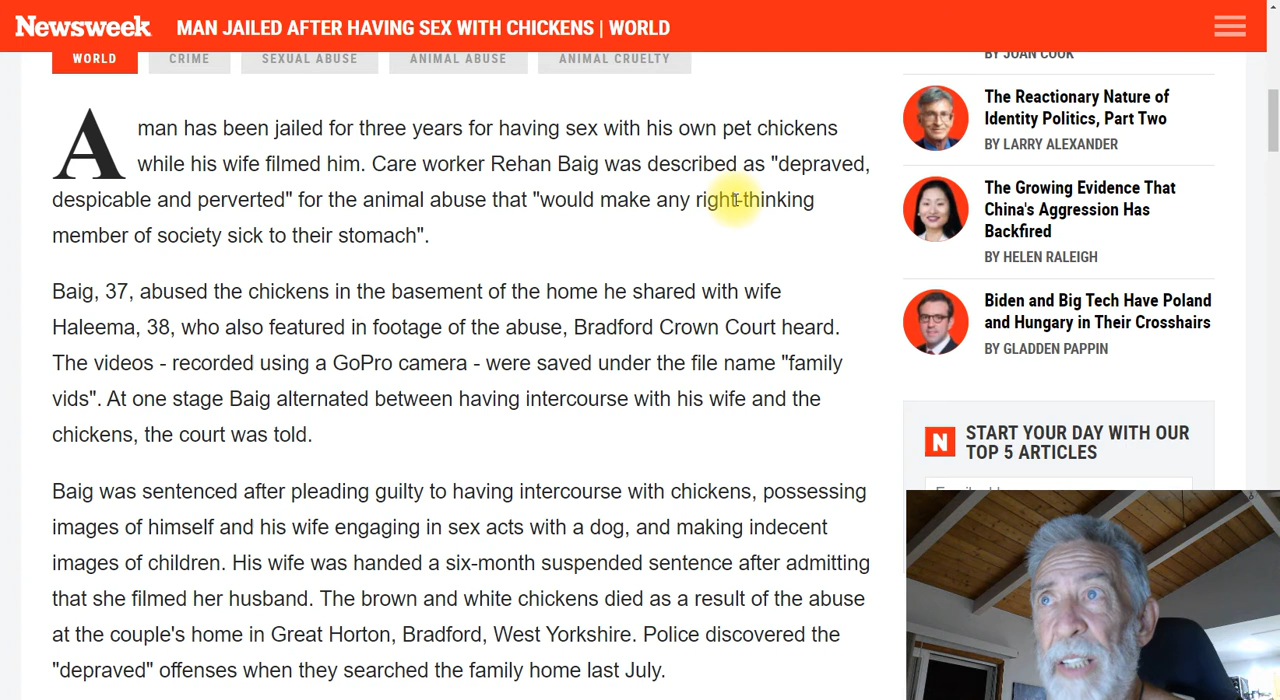 Newsweek
MAN JAILED AFTER HAVING SEX WITH CHICKENS | WORLD
WORLD
CRIME
SEXUAL ABUSE
ANIMAL ABUSE
ANIMAL CRUELTY
A man has been jailed for three years for having sex with his own pet chickens
while his wife filmed him. Care worker Rehan Baig was described as "depraved,
despicable and perverted" for the animal abuse that "would make any right-thinking
member of society sick to their stomach".
Baig, 37, abused the chickens in the basement of the home he shared with wife
Haleema, 38, who also featured in footage of the abuse, Bradford Crown Court heard.
The videos - recorded using a GoPro camera - were saved under the file name "family
vids". At one stage Baig alternated between having intercourse with his wife and the
chickens, the court was told.
Baig was sentenced after pleading guilty to having intercourse with chickens, possessing
images of himself and his wife engaging in sex acts with a dog, and making indecent
images of children. His wife was handed a six-month suspended sentence after admitting
that she filmed her husband. The brown and white chickens died as a result of the abuse
at the couple's home in Great Horton, Bradford, West Yorkshire. Police discovered the
"depraved" offenses when they searched the family home last July.
BY JOAN COOK
The Reactionary Nature of
Identity Politics, Part Two
BY LARRY ALEXANDER
The Growing Evidence That
China's Aggression Has
Backfired
BY HELEN RALEIGH
Biden and Big Tech Have Poland
and Hungary in Their Crosshairs
BY GLADDEN PAPPIN
N
START YOUR DAY WITH OUR
TOP 5 ARTICLES